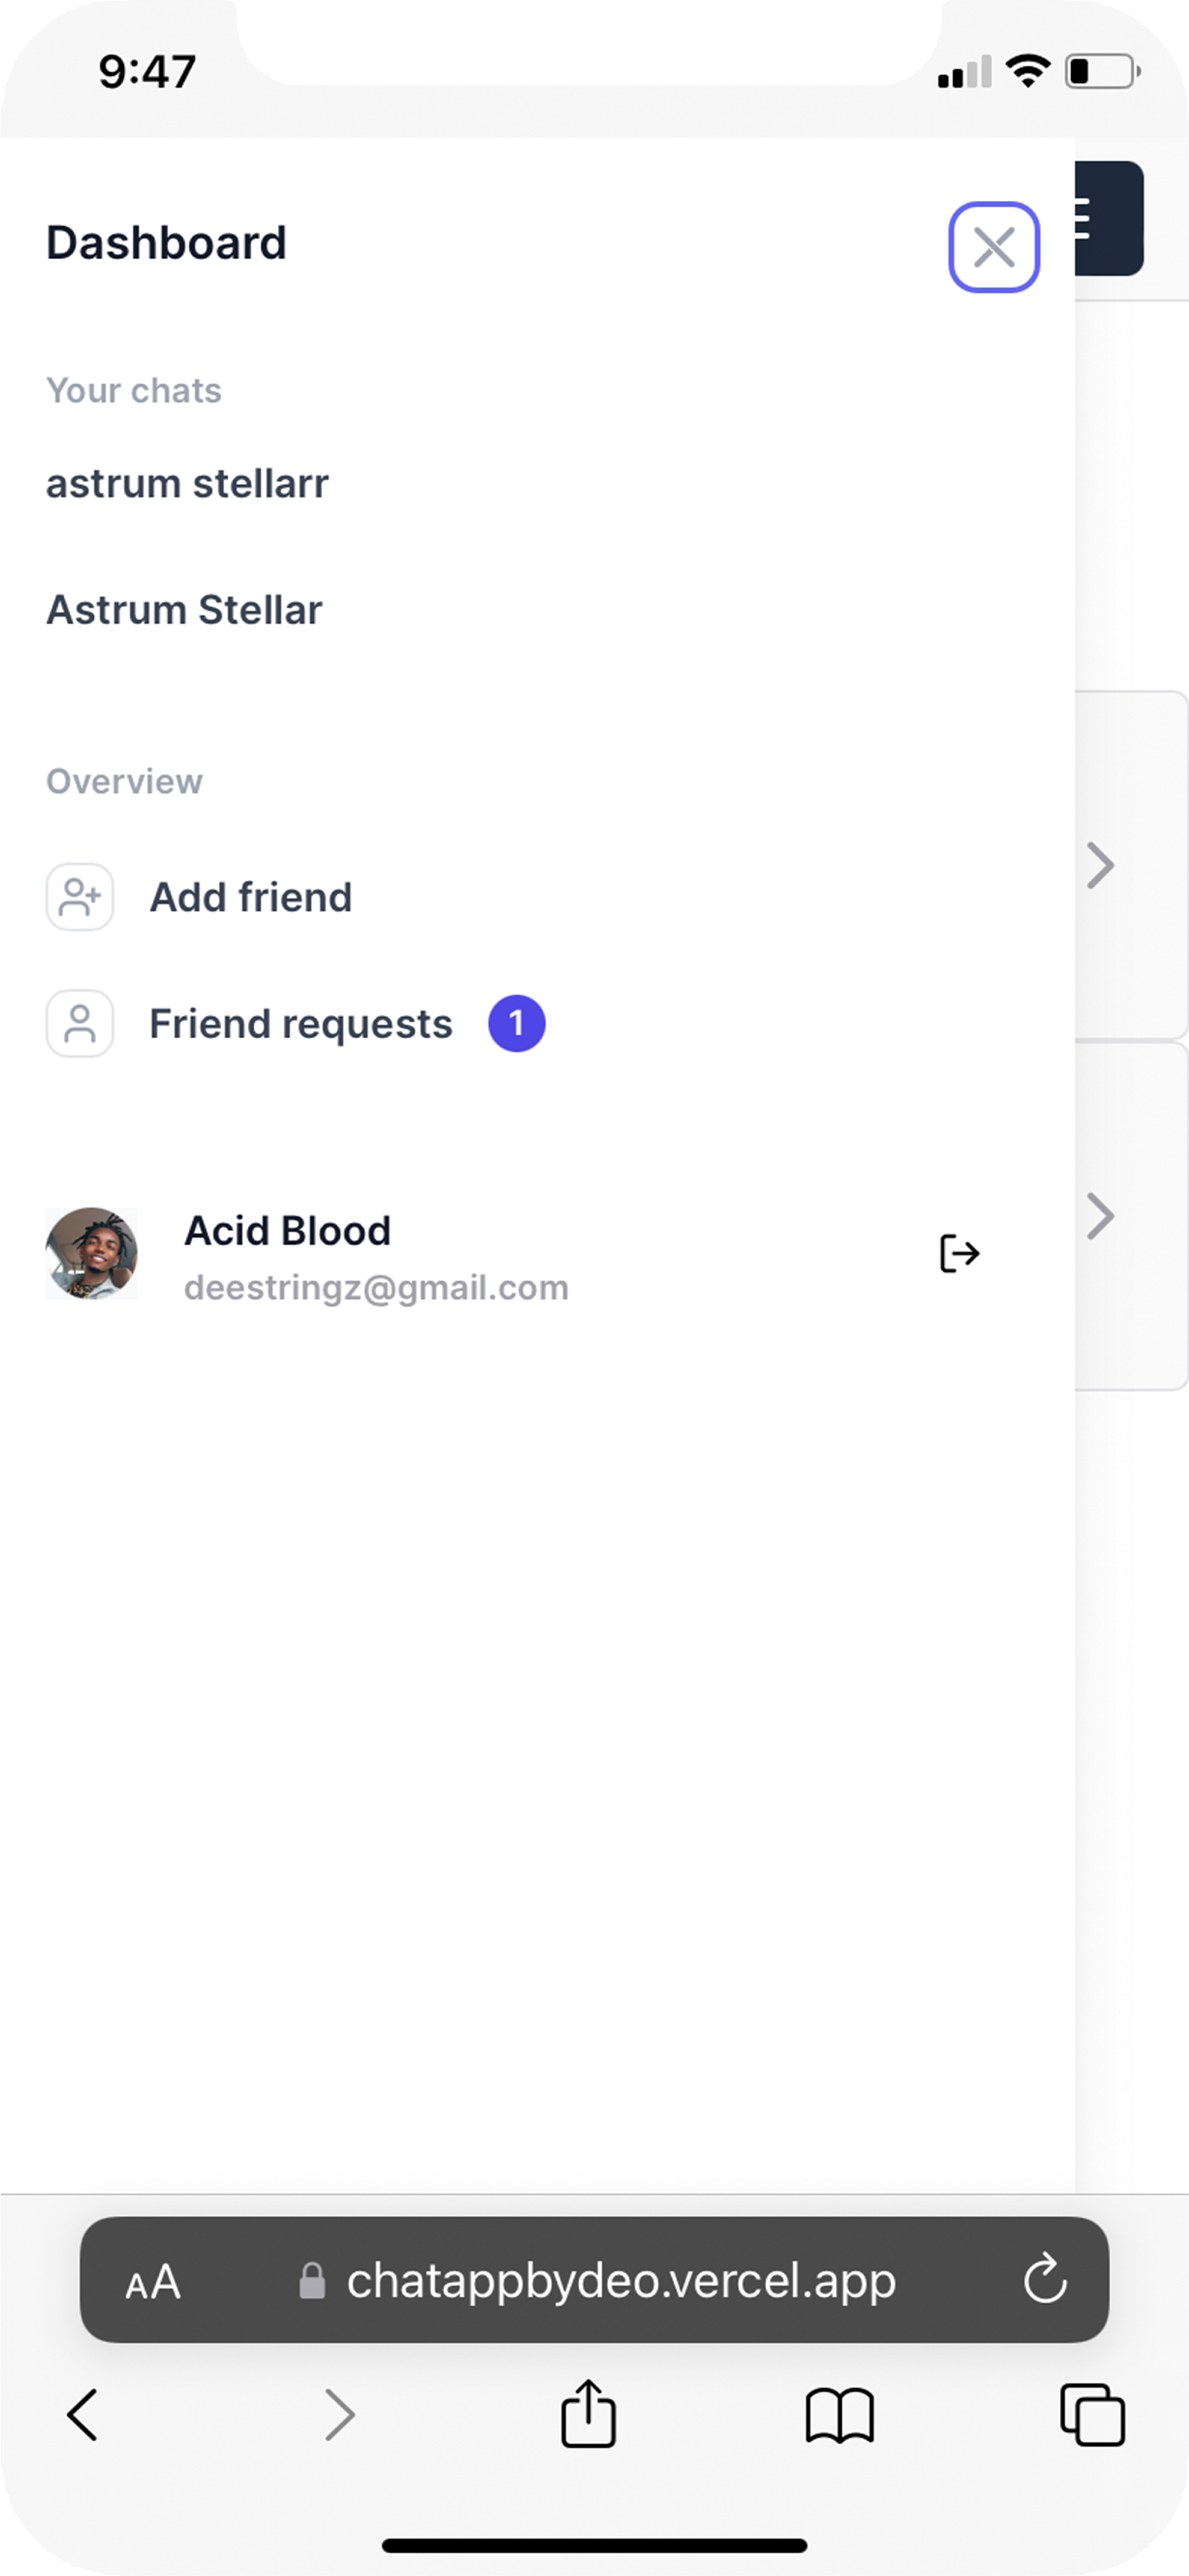 9:47
Dashboard
Your chats
astrum stellarr
Astrum Stellar
Overview
Add friend
Friend requests 1
Acid Blood
deestringz@gmail.com
AA chatappbydeo.vercel.app